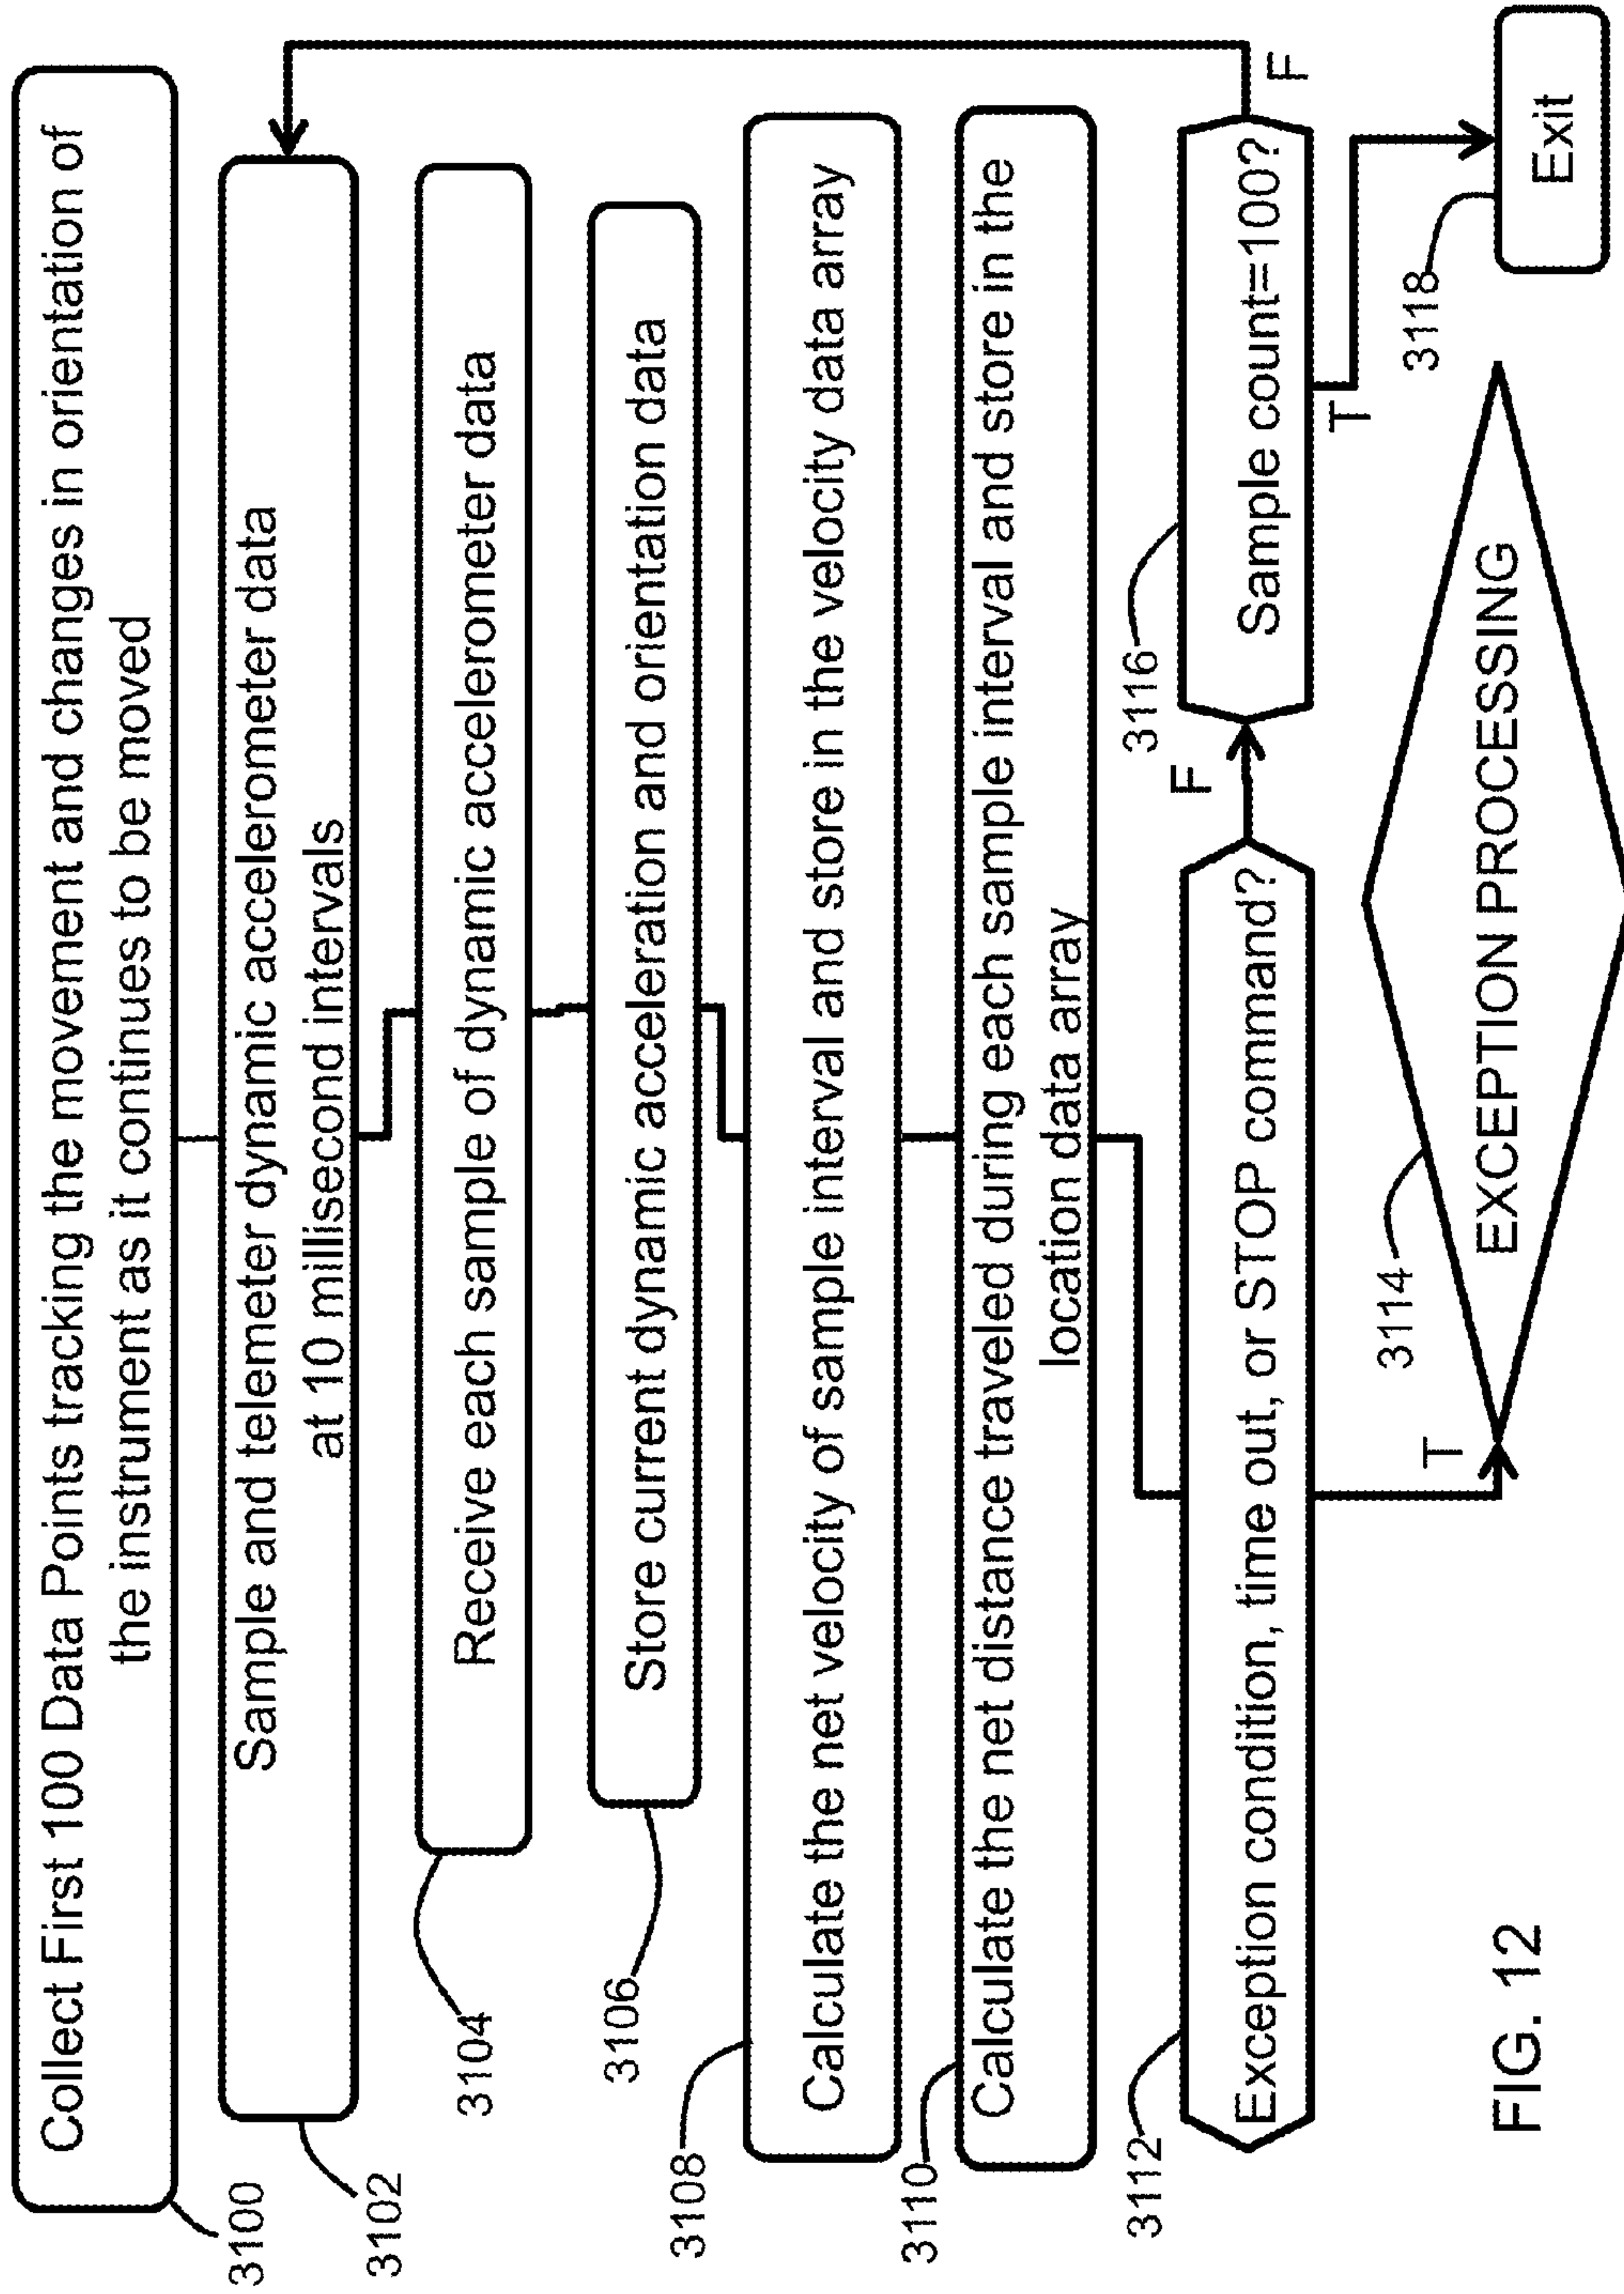 Collect First 100 Data Points tracking the movement and changes in orientation of
the instrument as it continues to be moved
3100
Sample and telemeter dynamic accelerometer data
at 10 millisecond intervals
3102
Receive each sample of dynamic accelerometer data
3104
Store current dynamic acceleration and orientation data
3106
Calculate the net velocity of sample interval and store in the velocity data array
3108
Calculate the net distance traveled during each sample interval and store in the
location data array
3110
Exception condition, time out, or STOP command?
3112
F
T
Sample count=100?
3116
F
T
EXCEPTION PROCESSING
3114
Exit
3118
FIG. 12